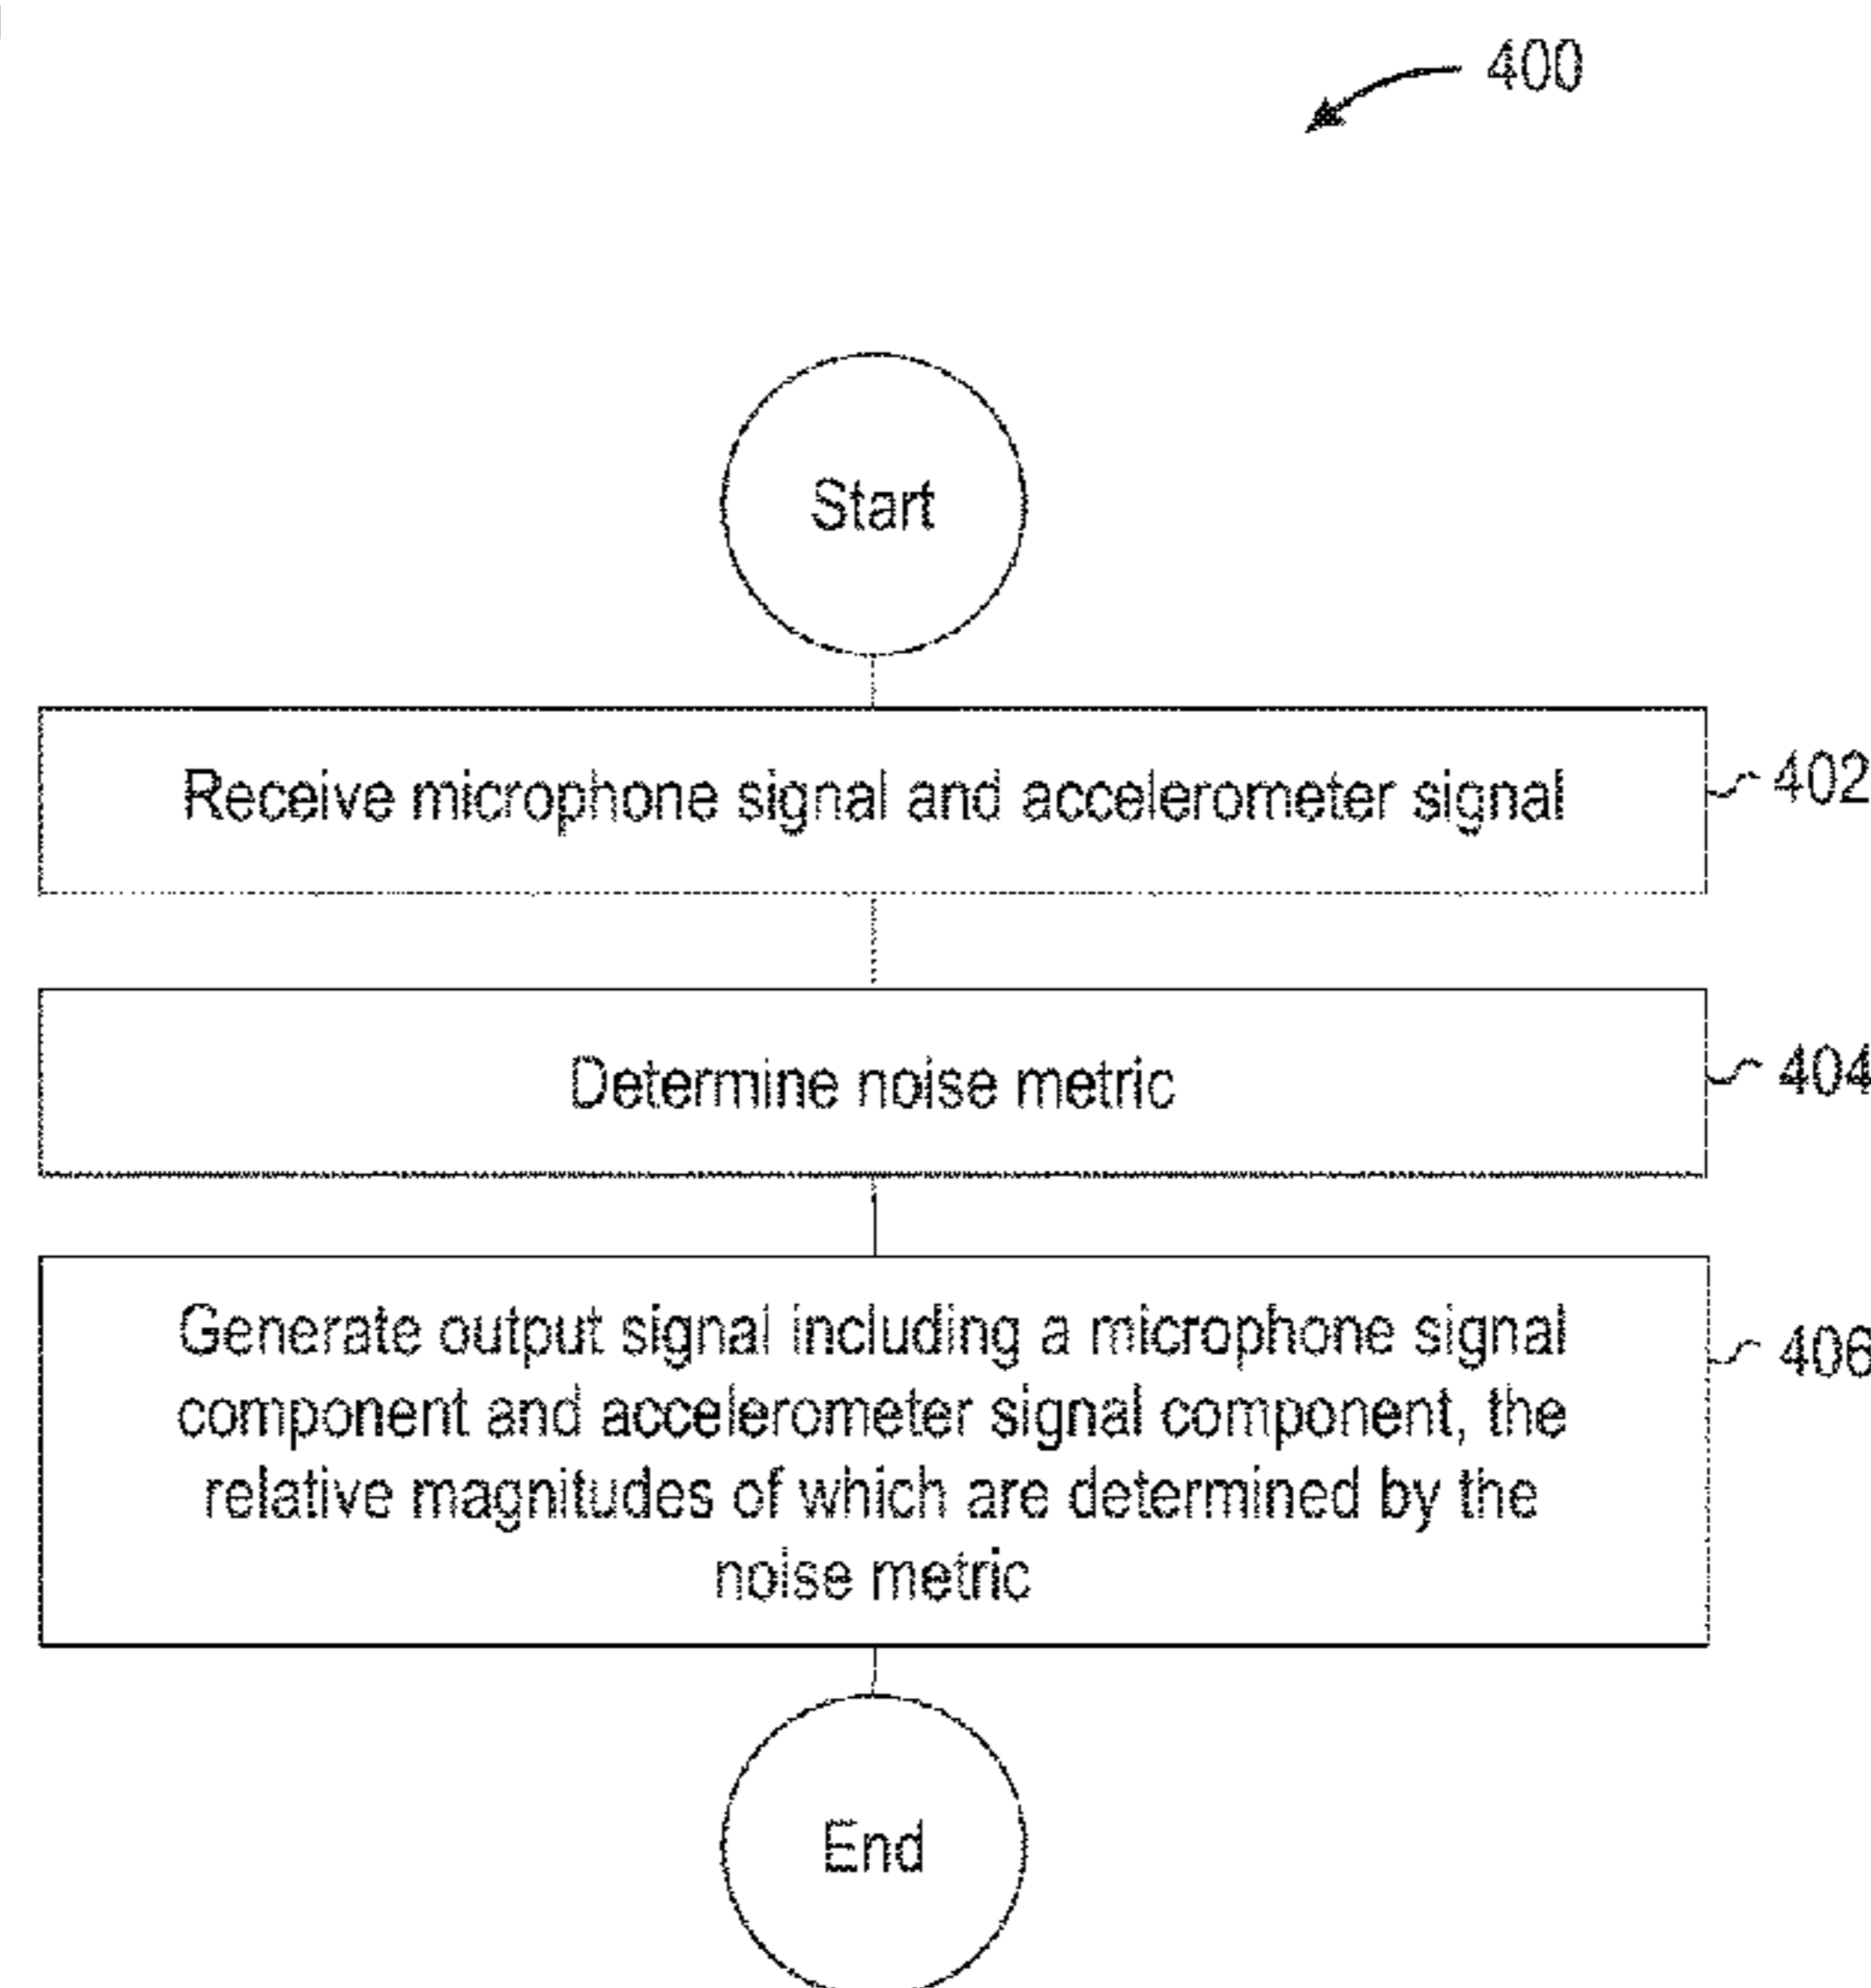 400
Start
Receive microphone signal and accelerometer signal
402
Determine noise metric
404
Generate output signal including a microphone signal
component and accelerometer signal component, the
relative magnitudes of which are determined by the
noise metric
406
End